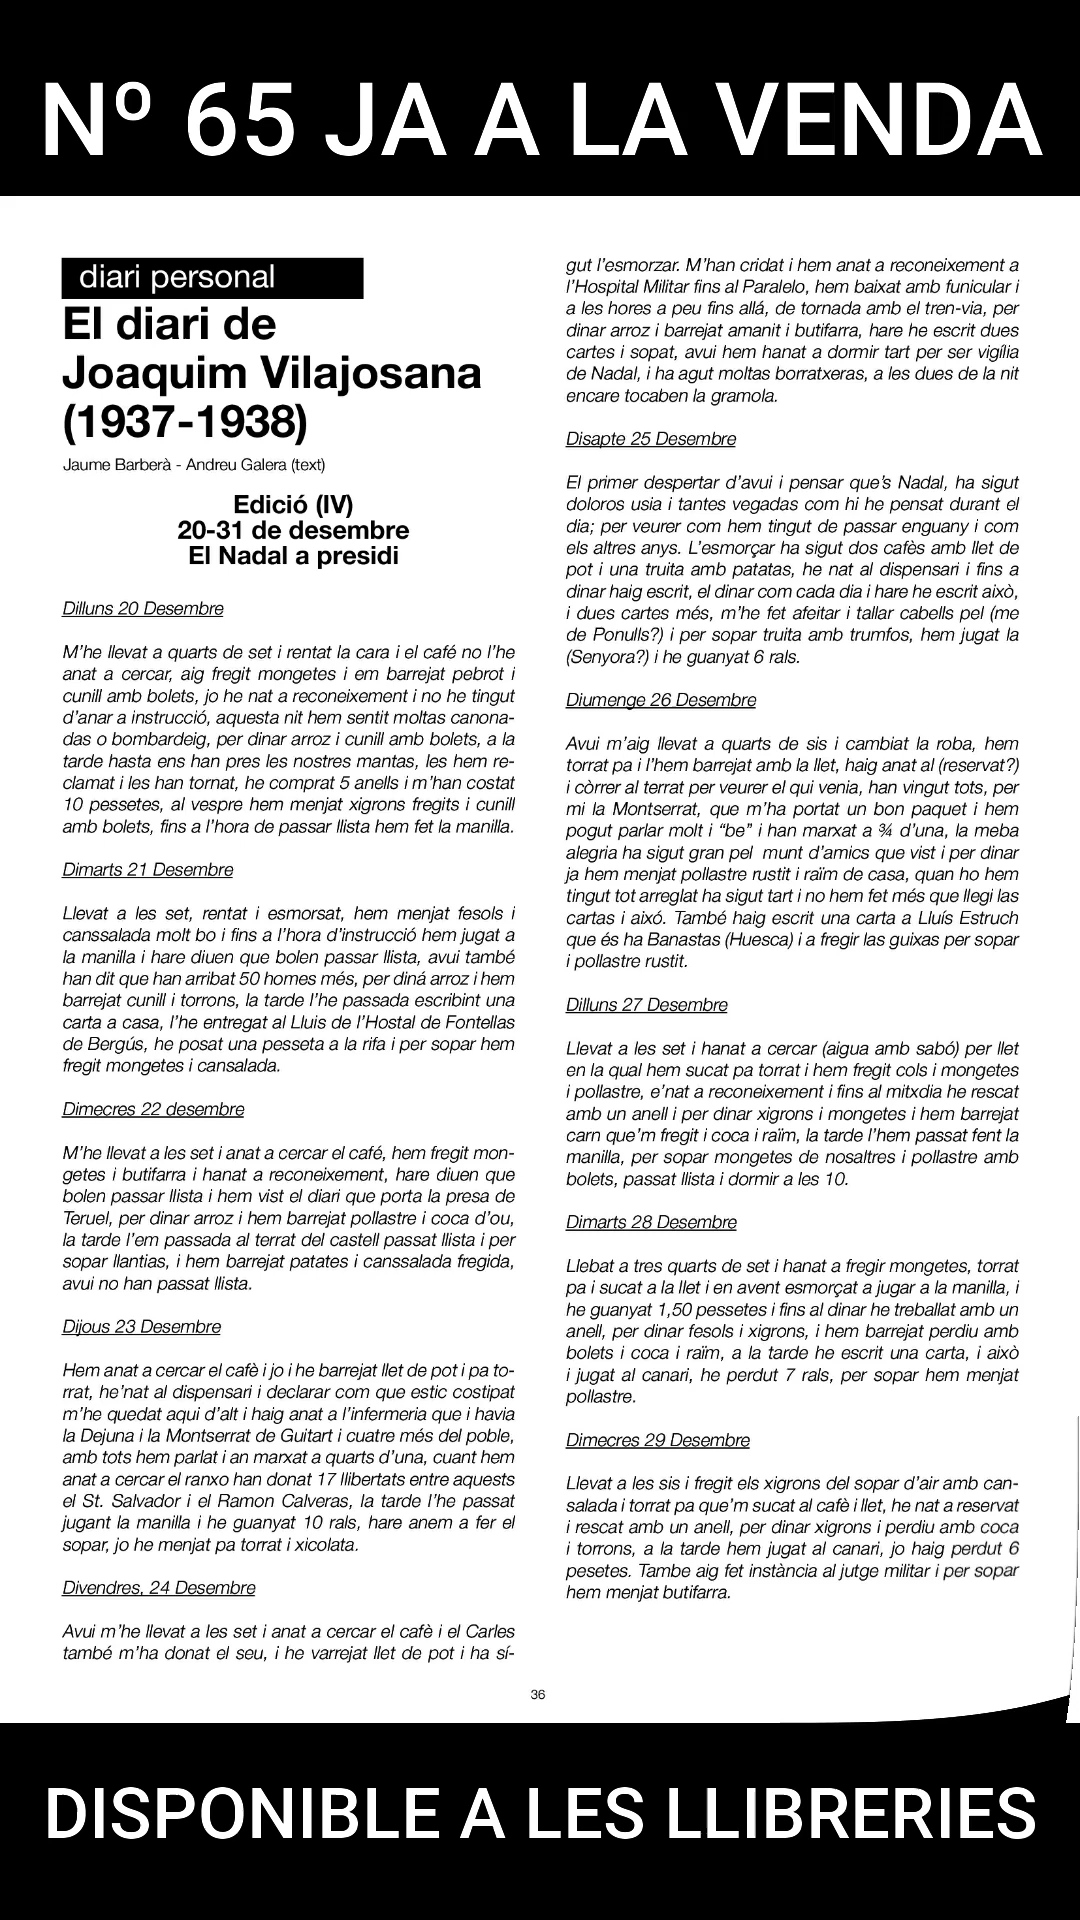 Nº 65 JA A LA VENDA
diari personal
El diari de
Joaquim Vilajosana
(1937-1938)
Jaume Barberà - Andreu Galera (text)
Edició (IV)
20-31 de desembre
El Nadal a presidi
Dilluns 20 Desembre
M’he llevat a quarts de set i rentat la cara i el café no l’he
anat a cercar, aig fregit mongetes i em barrejat pebrot i
cunill amb bolets, jo he nat a reconeixement i no he tingut
d’anar a instrucció, aquesta nit hem sentit moltas canona-
das o bombardeig, per dinar arroz i cunill amb bolets, a la
tarde hasta ens han pres les nostres mantas, les hem re-
clamat i les han tornat, he comprat 5 anells i m’han costat
10 pessetes, al vespre hem menjat xigrons fregits i cunill
amb bolets, fins a l’hora de passar llista hem fet la manilla.
Dimarts 21 Desembre
Llevat a les set, rentat i esmorsat, hem menjat fesols i
canssalada molt bo i fins a l’hora d’instrucció hem jugat a
la manilla i hare diuen que bolen passar llista, avui també
han dit que han arribat 50 homes més, per diná arroz i hem
barrejat cunill i torrons, la tarde l’he passada escribint una
carta a casa, l’he entregat al Lluis de l’Hostal de Fontellas
de Bergús, he posat una pesseta a la rifa i per sopar hem
fregit mongetes i cansalada.
Dimecres 22 desembre
M’he llevat a les set i anat a cercar el café, hem fregit mon-
getes i butifarra i hanat a reconeixement, hare diuen que
bolen passar llista i hem vist el diari que porta la presa de
Teruel, per dinar arroz i hem barrejat pollastre i coca d’ou,
la tarde l’em passada al terrat del castell passat llista i per
sopar llantias, i hem barrejat patates i canssalada fregida,
avui no han passat llista.
Dijous 23 Desembre
Hem anat a cercar el cafè i jo i he barrejat llet de pot i pa to-
rrat, he’nat al dispensari i declarar com que estic costipat
m’he quedat aqui d’alt i haig anat a l’infermeria que i havia
la Dejuna i la Montserrat de Guitart i cuatre més del poble,
amb tots hem parlat i an marxat a quarts d’una, cuant hem
anat a cercar el ranxo han donat 17 llibertats entre aquests
el St. Salvador i el Ramon Calveras, la tarde l’he passat
jugant la manilla i he guanyat 10 rals, hare anem a fer el
sopar, jo he menjat pa torrat i xicolata.
Divendres, 24 Desembre
Avui m’he llevat a les set i anat a cercar el cafè i el Carles
també m’ha donat el seu, i he varrejat llet de pot i ha sí-
gut l’esmorzar. M’han cridat i hem anat a reconeixement a
l’Hospital Militar fins al Paralelo, hem baixat amb funicular i
a les hores a peu fins allá, de tornada amb el tren-via, per
dinar arroz i barrejat amanit i butifarra, hare he escrit dues
cartes i sopat, avui hem hanat a dormir tart per ser vigília
de Nadal, i ha agut moltas borratxeras, a les dues de la nit
encare tocaben la gramola.
Disapte 25 Desembre
El primer despertar d’avui i pensar que’s Nadal, ha sigut
doloros usia i tantes vegadas com hi he pensat durant el
dia; per veurer com hem tingut de passar enguany i com
els altres anys. L’esmorçar ha sigut dos cafès amb llet de
pot i una truita amb patatas, he nat al dispensari i fins a
dinar haig escrit, el dinar com cada dia i hare he escrit això,
i dues cartes més, m’he fet afeitar i tallar cabells pel (me
de Ponulls?) i per sopar truita amb trumfos, hem jugat la
(Senyora?) i he guanyat 6 rals.
Diumenge 26 Desembre
Avui m’aig llevat a quarts de sis i cambiat la roba, hem
torrat pa i l’hem barrejat amb la llet, haig anat al (reservat?)
i còrrer al terrat per veurer el qui venia, han vingut tots, per
mi la Montserrat, que m’ha portat un bon paquet i hem
pogut parlar molt i “be” i han marxat a ¾ d’una, la meba
alegria ha sigut gran pel munt d’amics que vist i per dinar
ja hem menjat pollastre rustit i raïm de casa, quan ho hem
tingut tot arreglat ha sigut tart i no hem fet més que llegi las
cartas i aixó. També haig escrit una carta a Lluís Estruch
que és ha Banastas (Huesca) i a fregir las guixas per sopar
i pollastre rustit.
Dilluns 27 Desembre
Llevat a les set i hanat a cercar (aigua amb sabó) per llet
en la qual hem sucat pa torrat i hem fregit cols i mongetes
i pollastre, e’nat a reconeixement i fins al mitxdia he rescat
amb un anell i per dinar xigrons i mongetes i hem barrejat
carn que’m fregit i coca i raïm, la tarde l’hem passat fent la
manilla, per sopar mongetes de nosaltres i pollastre amb
bolets, passat llista i dormir a les 10.
Dimarts 28 Desembre
Llebat a tres quarts de set i hanat a fregir mongetes, torrat
pa i sucat a la llet i en avent esmorçat a jugar a la manilla, i
he guanyat 1,50 pessetes i fins al dinar he treballat amb un
anell, per dinar fesols i xigrons, i hem barrejat perdiu amb
bolets i coca i raïm, a la tarde he escrit una carta, i això
i jugat al canari, he perdut 7 rals, per sopar hem menjat
pollastre.
Dimecres 29 Desembre
Llevat a les sis i fregit els xigrons del sopar d’air amb can-
salada i torrat pa que’m sucat al cafè i llet, he nat a reservat
i rescat amb un anell, per dinar xigrons i perdiu amb coca
i torrons, a la tarde hem jugat al canari, jo haig perdut 6
pesetes. Tambe aig fet instància al jutge militar i per sopar
hem menjat butifarra.
36
DISPONIBLE A LES LLIBRERIES